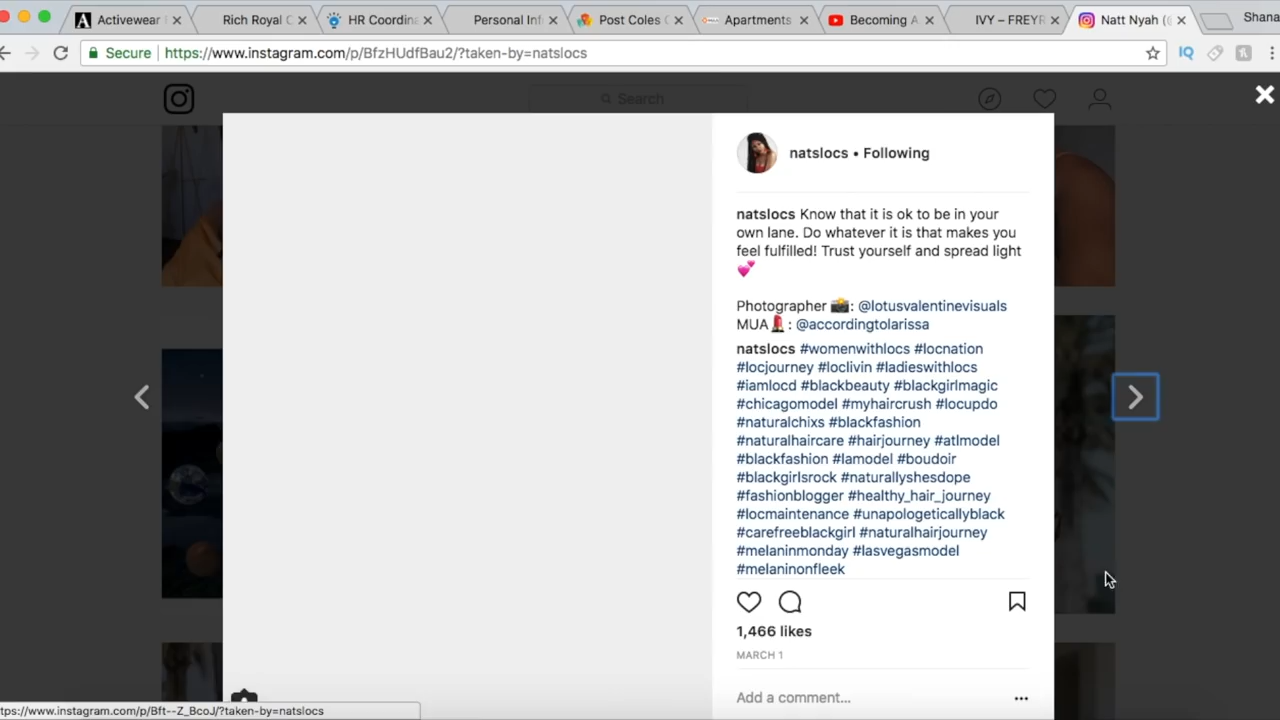 Activewear
Rich Royal
HR Coordina
Personal Inf
Post Coles
Apartments
Becoming A
IVY – FREYR
Natt Nyah (
Shana
Secure
https://www.instagram.com/p/BfzHUdfBau2/?taken-by=natslocs
IQ
Search
natslocs • Following
natslocs Know that it is ok to be in your
own lane. Do whatever it is that makes you
feel fulfilled! Trust yourself and spread light
💕
Photographer 📸: @lotusvalentinevisuals
MUA💄: @accordingtolarissa
natslocs #womenwithlocs #locnation
#locjourney #loclivin #ladieswithlocs
#iamlocd #blackbeauty #blackgirlmagic
#chicagomodel #myhaircrush #locupdo
#naturalchixs #blackfashion
#naturalhaircare #hairjourney #atlmodel
#blackfashion #lamodel #boudoir
#blackgirlsrock #naturallyshesdope
#fashionblogger #healthy_hair_journey
#locmaintenance #unapologeticallyblack
#carefreeblackgirl #naturalhairjourney
#melaninmonday #lasvegasmodel
#melaninonfleek
1,466 likes
MARCH 1
Add a comment...
tps://www.instagram.com/p/Bft--Z_BcoJ/?taken-by=natslocs